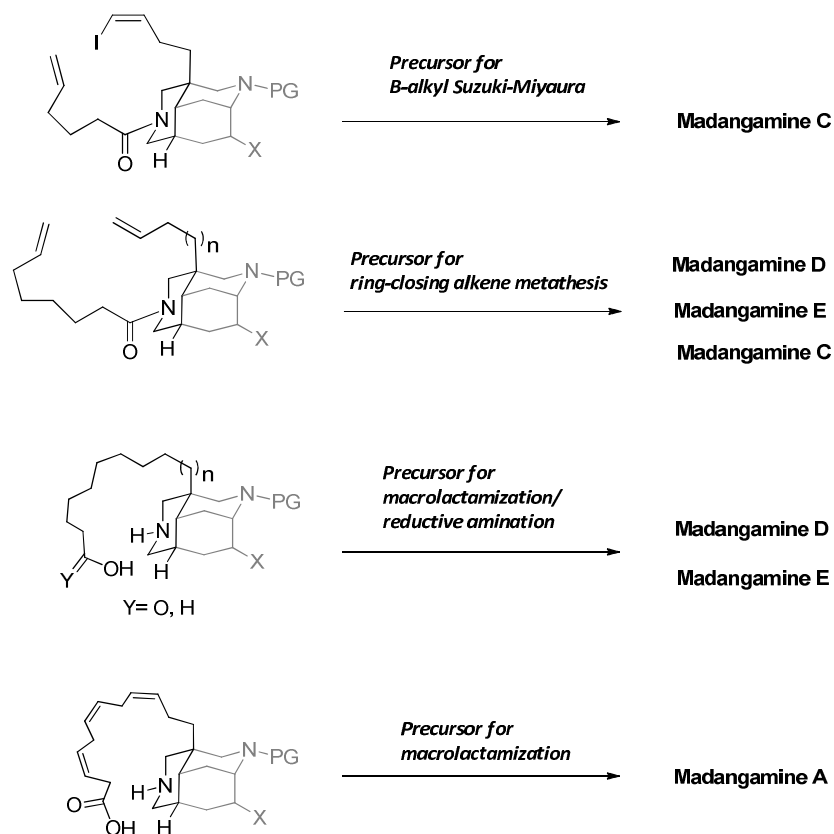 I
N
PG
Precursor for
B-alkyl Suzuki-Miyaura
N
O
H
X
Madangamine C
( )n
N
PG
Precursor for
ring-closing alkene metathesis
N
O
H
X
Madangamine D
Madangamine E
Madangamine C
( )n
N
PG
Precursor for
macrolactamization/
reductive amination
H-N
Y
OH
H
X
Y= O, H
Madangamine D
Madangamine E
N
PG
Precursor for
macrolactamization
H-N
O
OH
H
X
Madangamine A